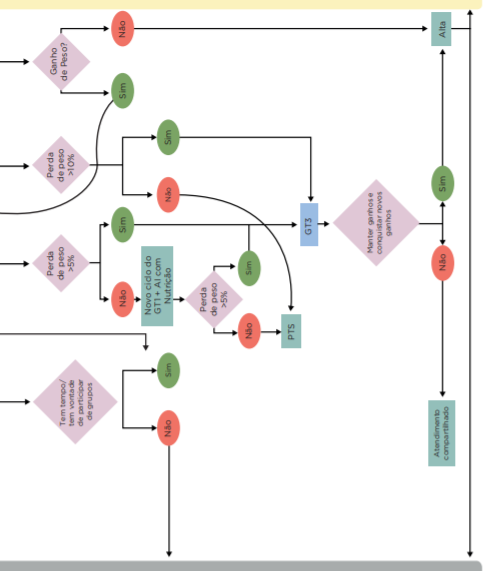 Ganho
de Peso?
Não
Sim
Alta
Perda
de peso
>10%
Sim
Não
Perda
de peso
>5%
Sim
Não
Novo ciclo do
GT1 + AI com
Nutrição
Perda
de peso
>5%
Sim
Não
PTS
GT3
Manter ganhos e
conquistar novos
ganhos
Sim
Não
Atendimento
compartilhado
Tem tempo/
tem vontade
de participar
de grupos
Sim
Não